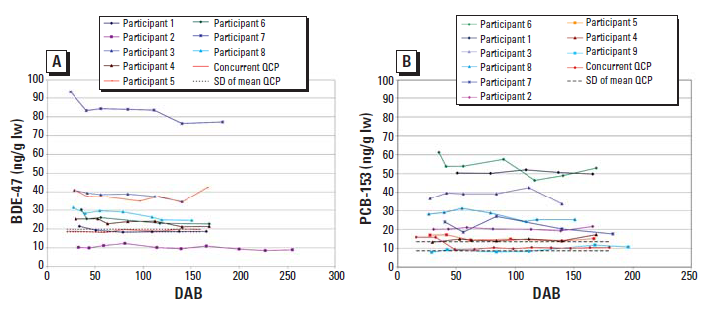 A
Participant 1
Participant 2
Participant 3
Participant 4
Participant 5
Participant 6
Participant 7
Participant 8
Concurrent QCP
SD of mean QCP
BDE-47 (ng/g lw)
100
90
80
70
60
50
40
30
20
10
0
0 50 100 150 200 250 300
DAB
B
Participant 6
Participant 1
Participant 3
Participant 8
Participant 7
Participant 2
Participant 5
Participant 4
Participant 9
Concurrent QCP
SD of mean QCP
PCB-153 (ng/g lw)
100
90
80
70
60
50
40
30
20
10
0
0 50 100 150 200 250
DAB